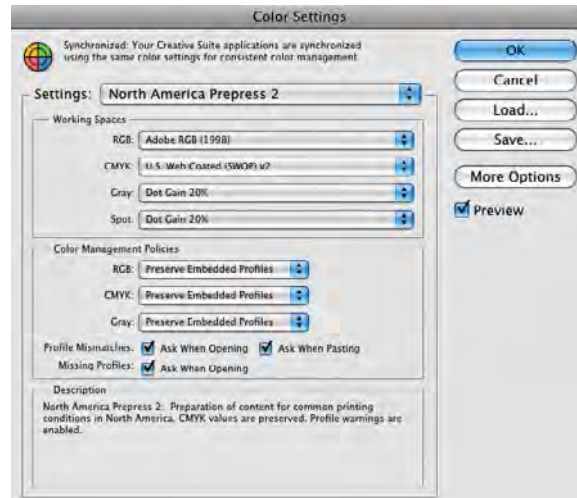 Color Settings
Synchronized: Your Creative Suite applications are synchronized
using the same color settings for consistent color management
OK
Cancel
Load...
Save...
More Options
Preview
Settings: North America Prepress 2
Working Spaces
RGB: Adobe RGB (1998)
CMYK: U.S. Web Coated (SWOP) v2
Gray: Dot Gain 20%
Spot: Dot Gain 20%
Color Management Policies
RGB: Preserve Embedded Profiles
CMYK: Preserve Embedded Profiles
Gray: Preserve Embedded Profiles
Profile Mismatches: Ask When Opening Ask When Pasting
Missing Profiles: Ask When Opening
Description
North America Prepress 2: Preparation of content for common printing
conditions in North America. CMYK values are preserved. Profile warnings are
enabled.